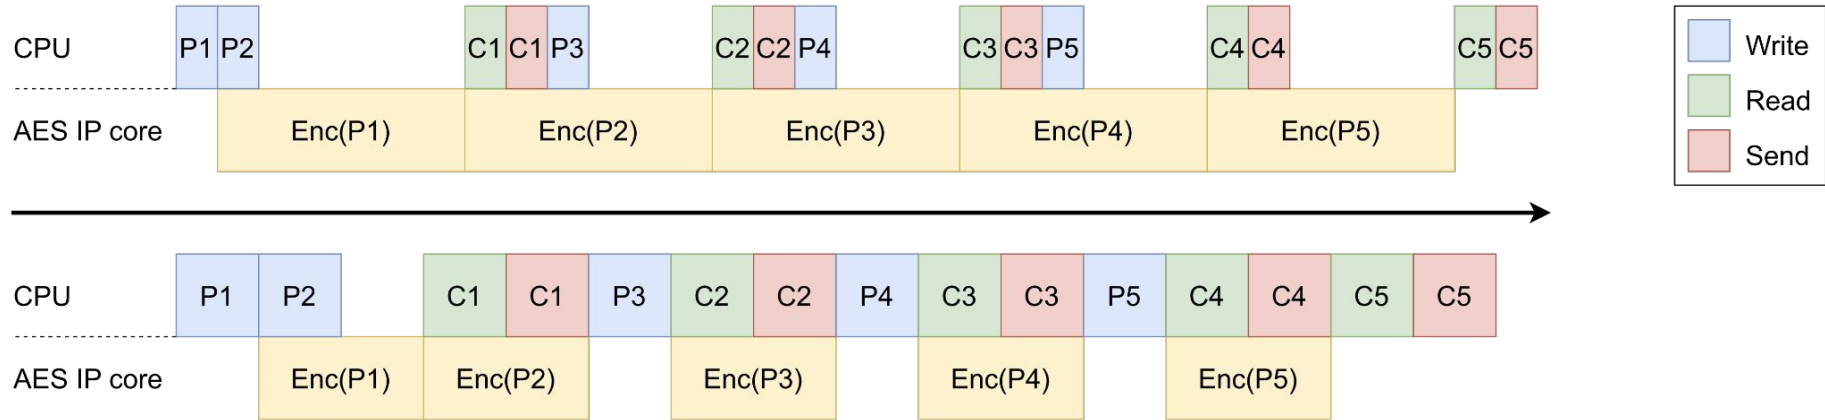 CPU P1 P2 C1 C1 P3 C2 C2 P4 C3 C3 P5 C4 C4 C5 C5
AES IP core Enc(P1) Enc(P2) Enc(P3) Enc(P4) Enc(P5)
Write
Read
Send
CPU P1 P2 C1 C1 P3 C2 C2 P4 C3 C3 P5 C4 C4 C5 C5
AES IP core Enc(P1) Enc(P2) Enc(P3) Enc(P4) Enc(P5)